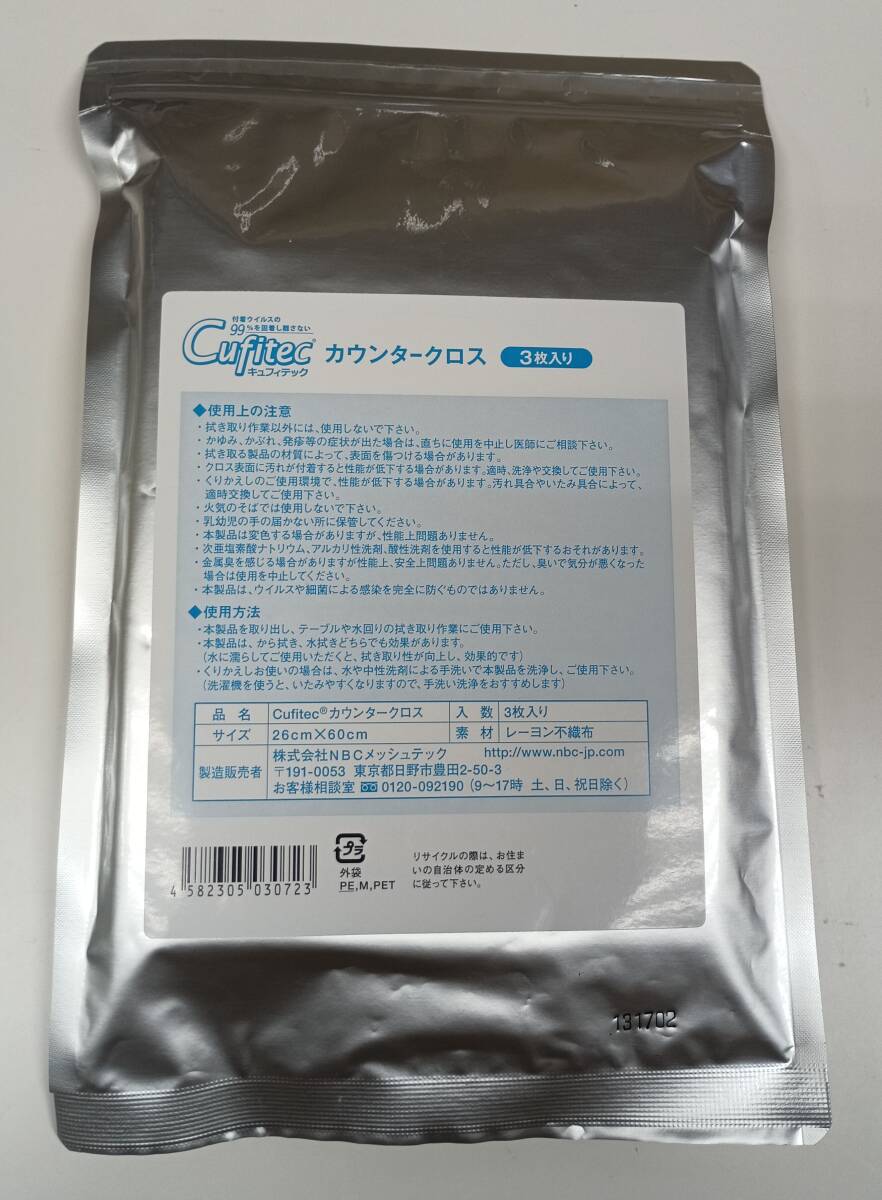 付着ウイルスの
99%を固着し離さない
Cufitec®
キュフィテック
カウンタークロス 3枚入り
◆使用上の注意
・拭き取り作業以外には、使用しないで下さい。
・かゆみ、かぶれ、発疹等の症状が出た場合は、直ちに使用を中止し医師にご相談下さい。
・拭き取る製品の材質によって、表面を傷つける場合があります。
・クロス表面に汚れが付着すると性能が低下する場合があります。適時、洗浄や交換してご使用下さい。
・くりかえしのご使用環境で、性能が低下する場合があります。汚れ具合やいたみ具合によって、
適時交換してご使用下さい。
・火気のそばでは使用しないで下さい。
・乳幼児の手の届かない所に保管してください。
・本製品は変色する場合がありますが、性能上問題ありません。
・次亜塩素酸ナトリウム、アルカリ性洗剤、酸性洗剤を使用すると性能が低下するおそれがあります。
・金属臭を感じる場合がありますが性能上、安全上問題ありません。ただし、臭いで気分が悪くなった
場合は使用を中止してください。
・本製品は、ウイルスや細菌による感染を完全に防ぐものではありません。
◆使用方法
・本製品を取り出し、テーブルや水回りの拭き取り作業にご使用下さい。
・本製品は、から拭き、水拭きどちらでも効果があります。
(水に濡らしてご使用いただくと、拭き取り性が向上し、効果的です)
・くりかえしお使いの場合は、水や中性洗剤による手洗いで本製品を洗浄し、ご使用下さい。
(洗濯機を使うと、いたみやすくなりますので、手洗い洗浄をおすすめします)
品 名 Cufitec®カウンタークロス 入 数 3枚入り
サイズ 26cm×60cm 素 材 レーヨン不織布
製造販売者 株式会社NBCメッシュテック http://www.nbc-jp.com
〒191-0053 東京都日野市豊田2-50-3
お客様相談室 0120-092190 (9〜17時 土、日、祝日除く)
4 582305 030723
プラ
外袋
PE,M,PET
リサイクルの際は、お住ま
いの自治体の定める区分
に従って下さい。
131702